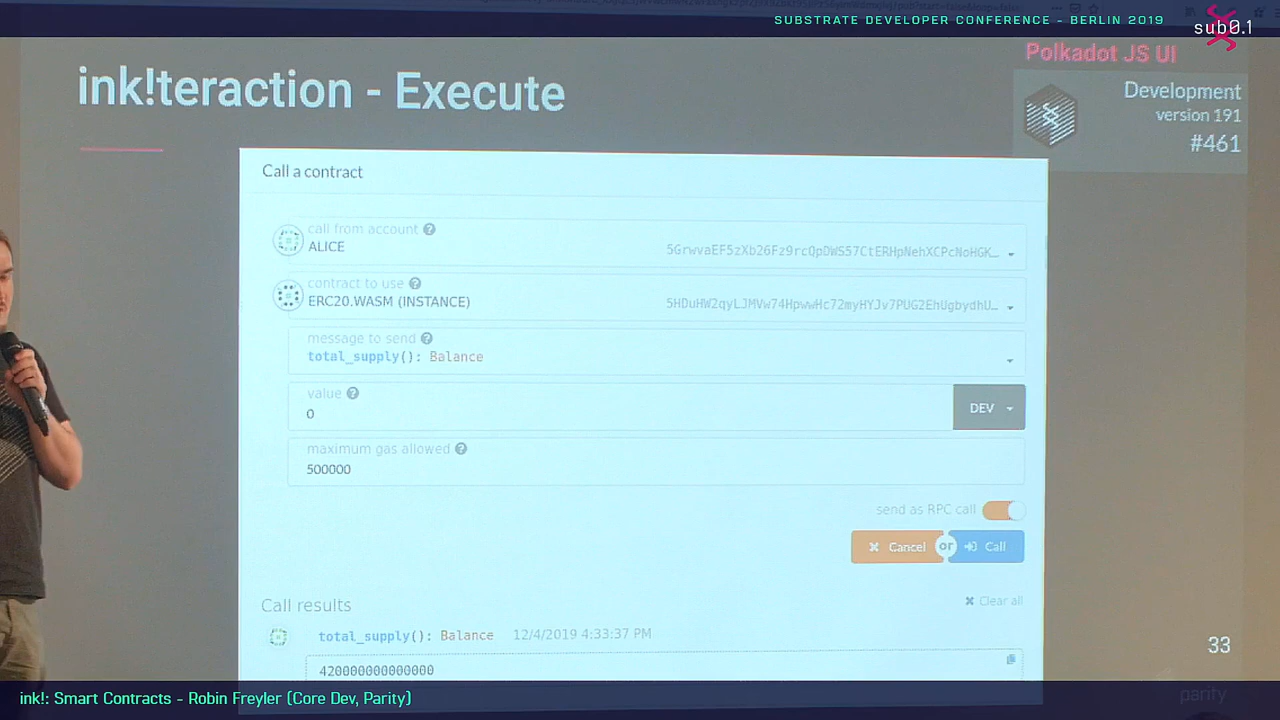 SUBSTRATE DEVELOPER CONFERENCE - BERLIN 2019
sub0.1
ink!teraction - Execute
Polkadot JS UI
Development
version 191
#461
Call a contract
call from account
ALICE
5GrwvaEF5zXb26Fz9rcQpDWS57CtERHpNehXCPcNoHGK…
contract to use
ERC20.WASM (INSTANCE)
5HDuHW2qyLJMVw74HpwwHc72myHYJv7PUG2EhUgbydhU…
message to send
total_supply(): Balance
value
0
DEV
maximum gas allowed
500000
send as RPC call
Cancel or Call
Call results
Clear all
total_supply(): Balance 12/4/2019 4:33:37 PM
420000000000000
33
parity
ink!: Smart Contracts - Robin Freyler (Core Dev, Parity)